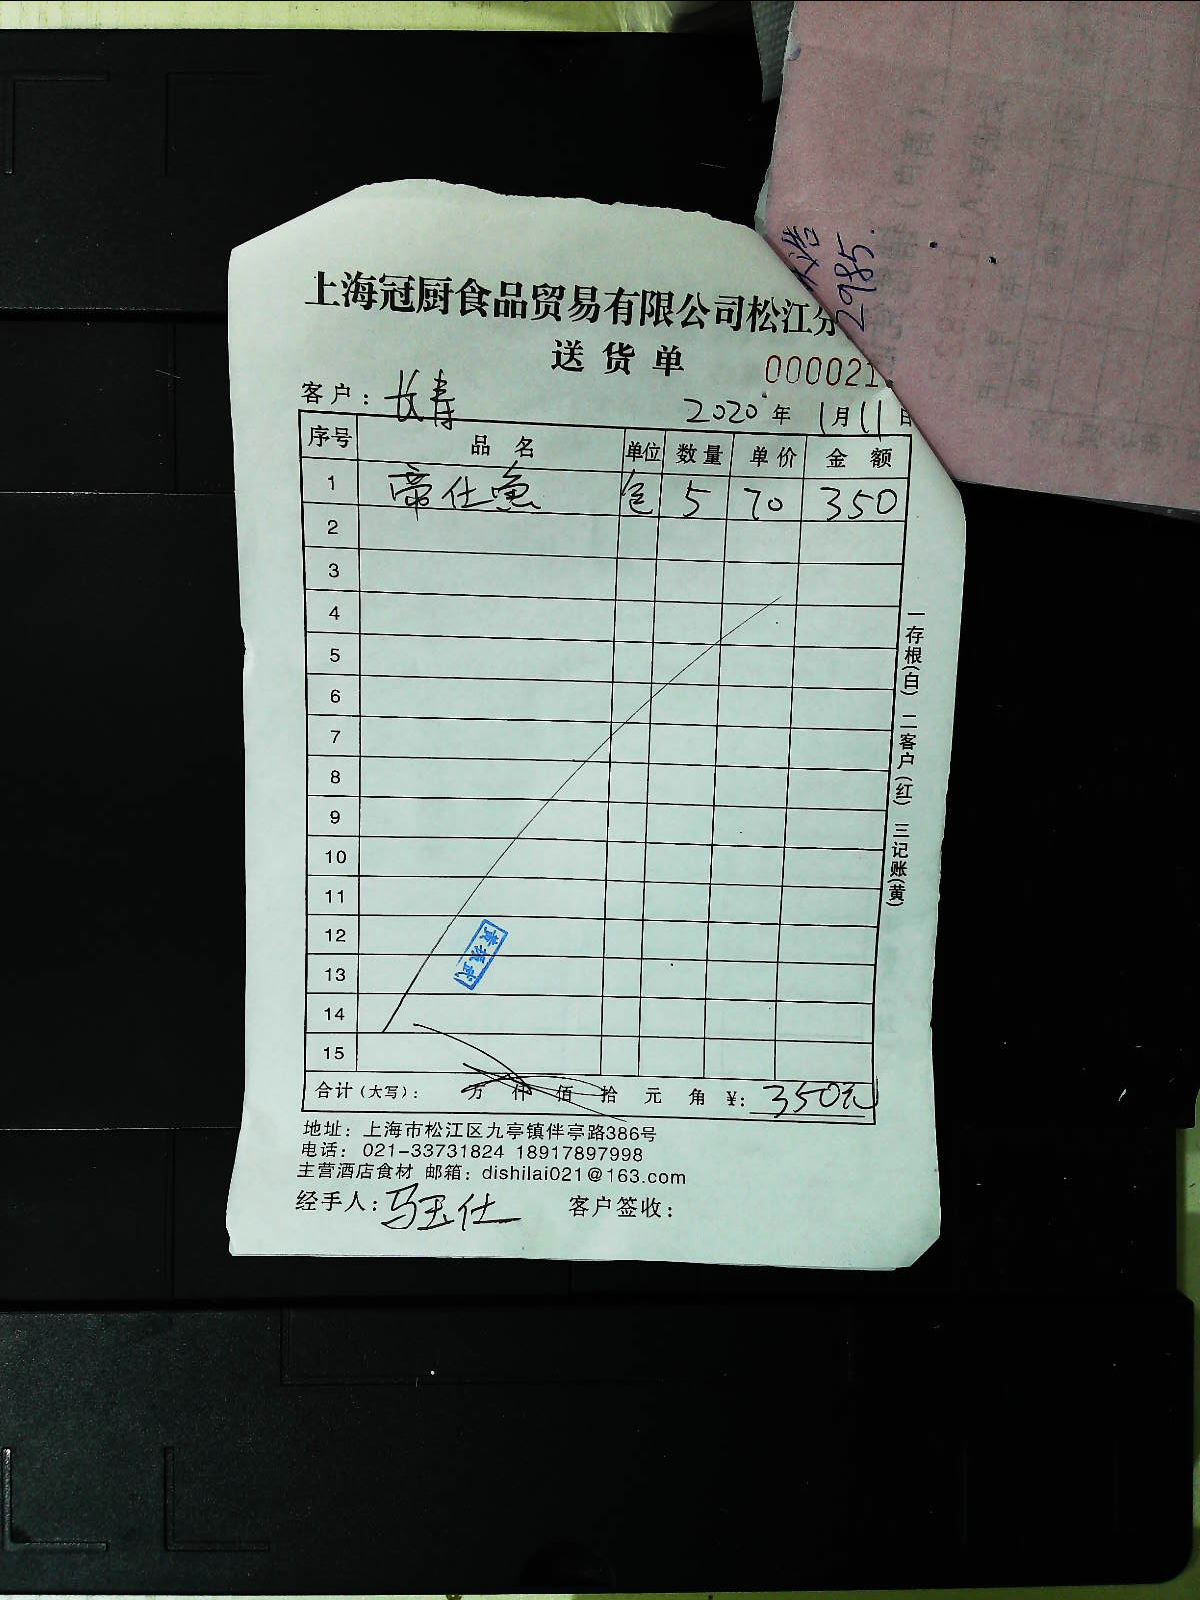 上海冠厨食品贸易有限公司松江分
送货单
000021
客户：长寿
2020年1月11日
序号 品名 单位 数量 单价 金额
1 帝仕鱼 包 5 70 350
2
3
4
5
6
7
8
9
10
11
12
13
14
15
合计（大写）： 万 仟 佰 拾 元 角 ¥：350元
地址：上海市松江区九亭镇伴亭路386号
电话：021-33731824 18917897998
主营酒店食材 邮箱：dishilai021@163.com
经手人：马玉仕 客户签收：
一存根（白） 二客户（红） 三记账（黄）
2985.